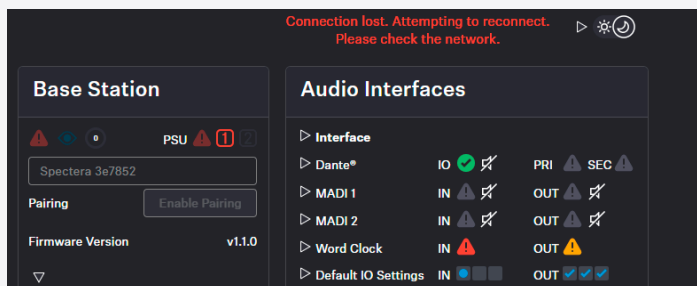 Connection lost. Attempting to reconnect.
Please check the network.
Base Station
0
PSU 1 2
Spectera 3e7852
Pairing Enable Pairing
Firmware Version v1.1.0
Audio Interfaces
Interface
Dante® IO PRI SEC
MADI 1 IN OUT
MADI 2 IN OUT
Word Clock IN OUT
Default IO Settings IN OUT